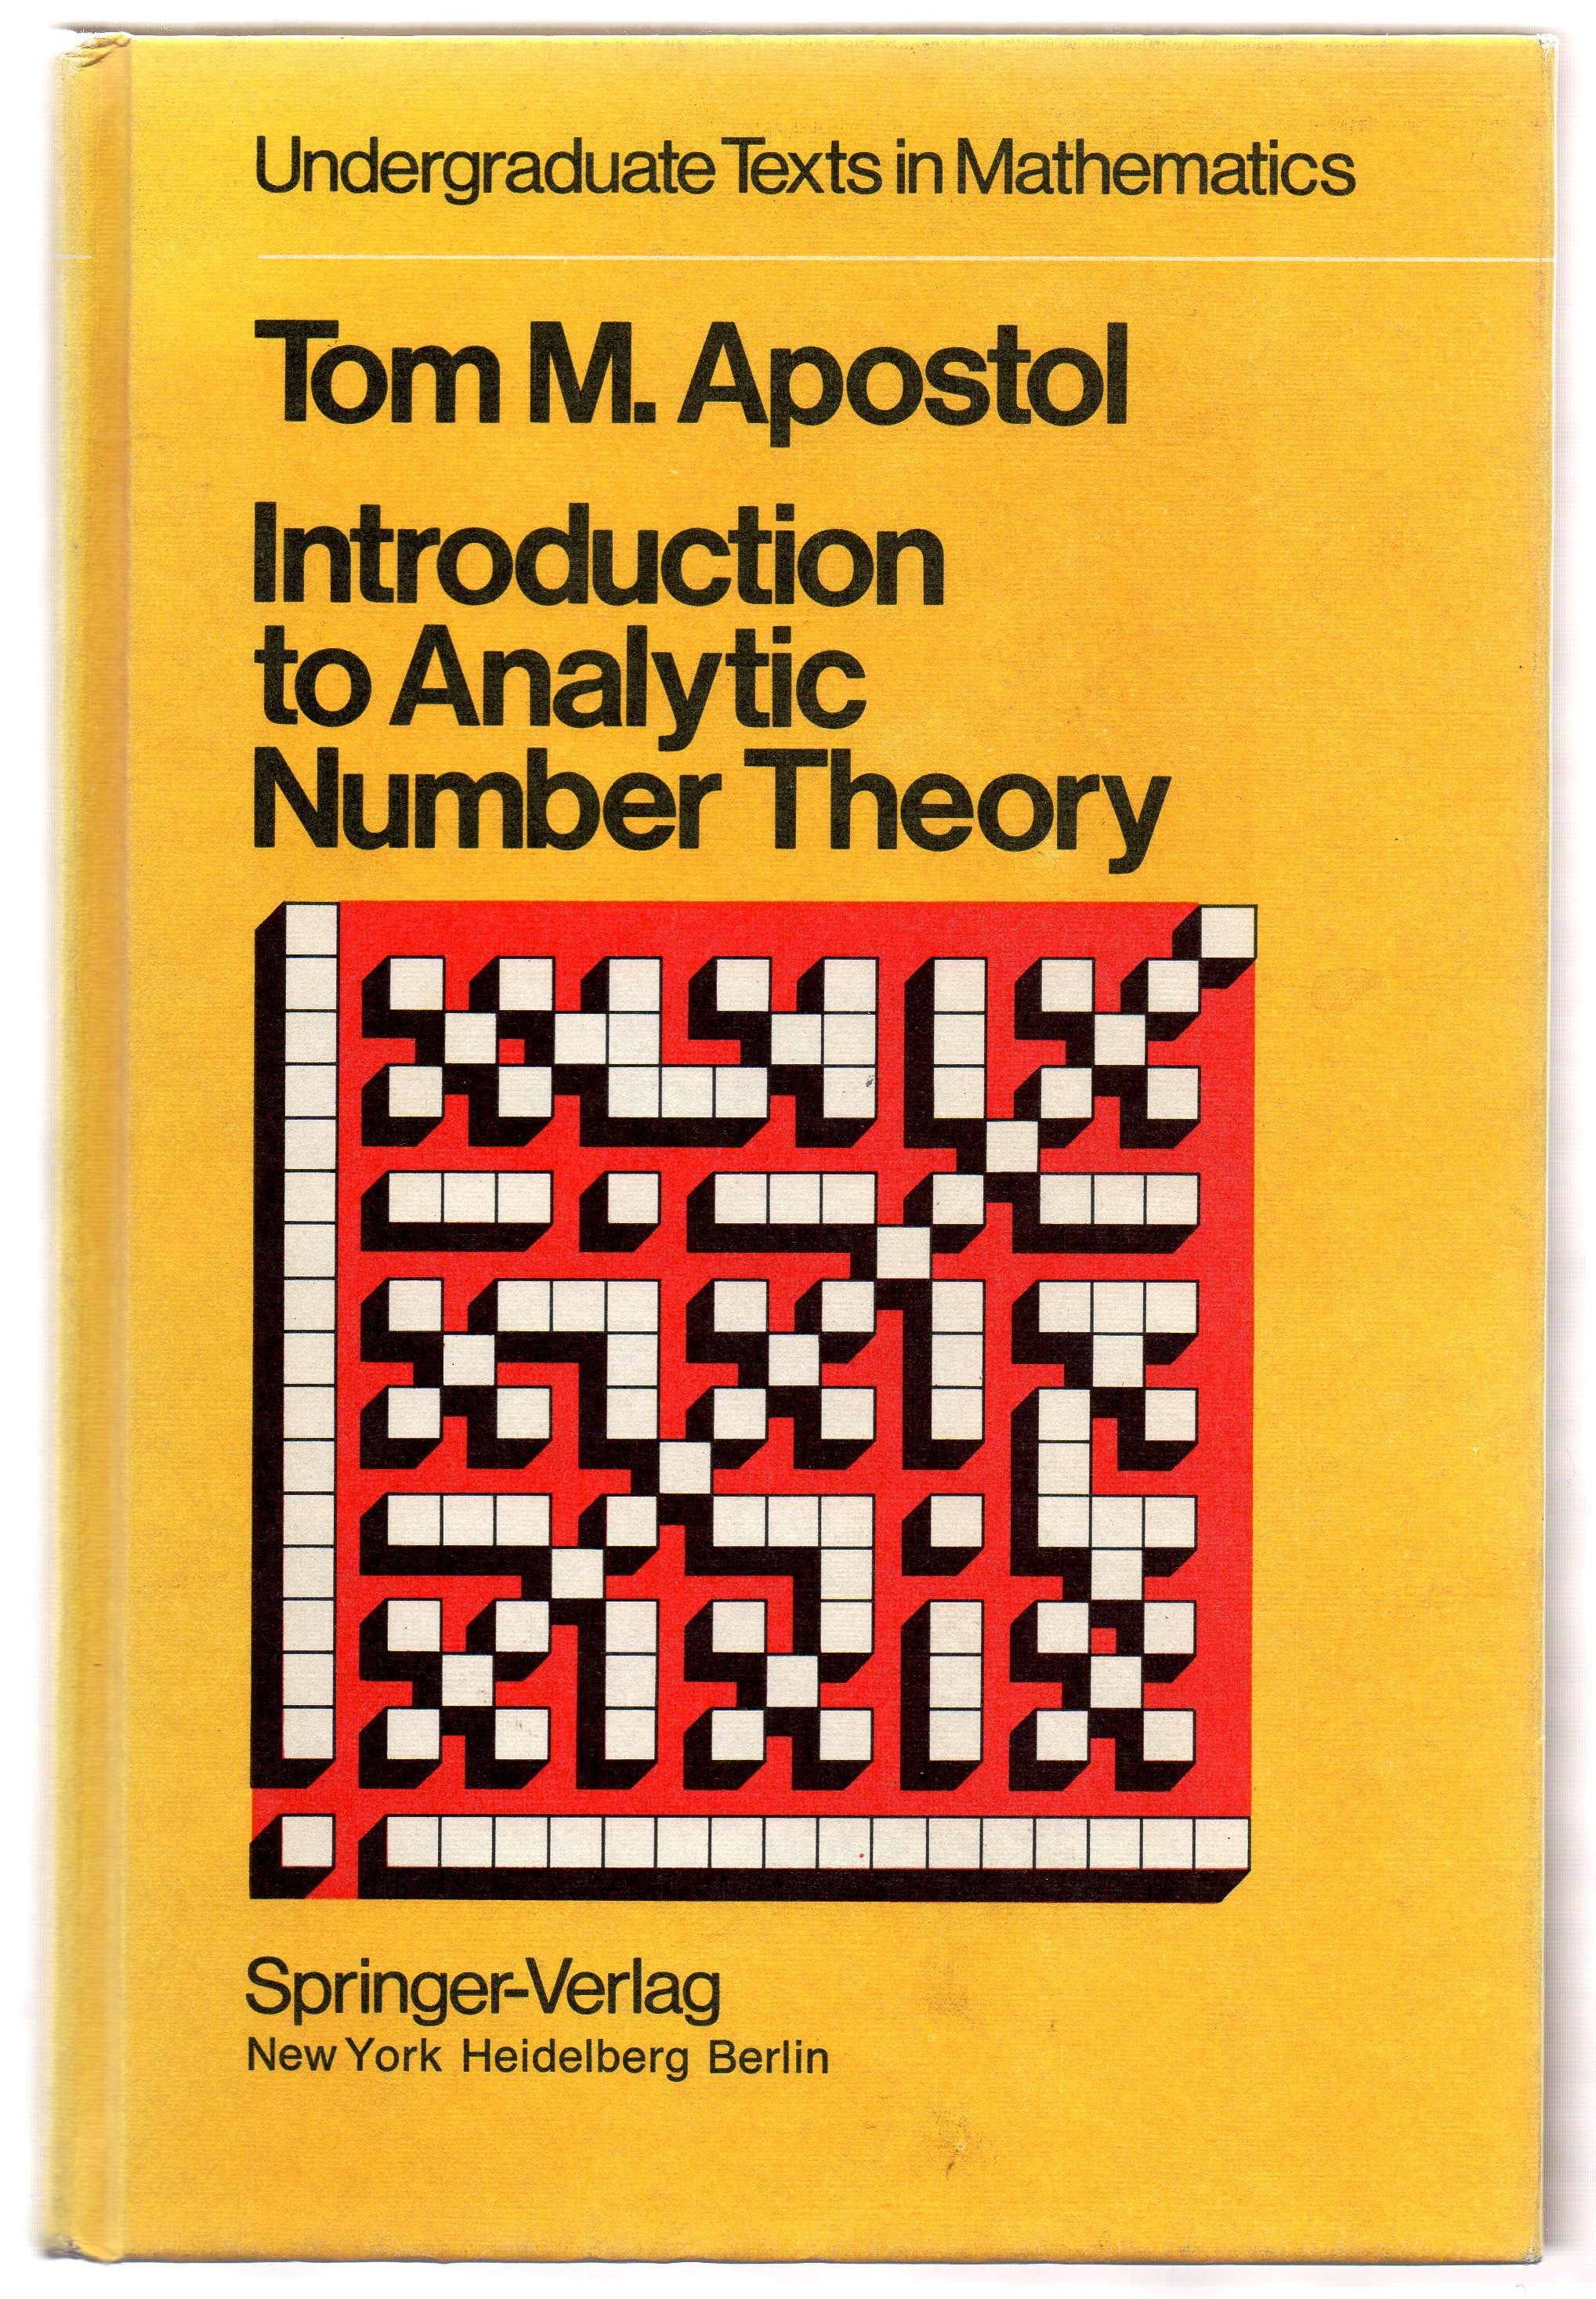 Undergraduate Texts in Mathematics
Tom M. Apostol
Introduction
to Analytic
Number Theory
Springer-Verlag
New York Heidelberg Berlin